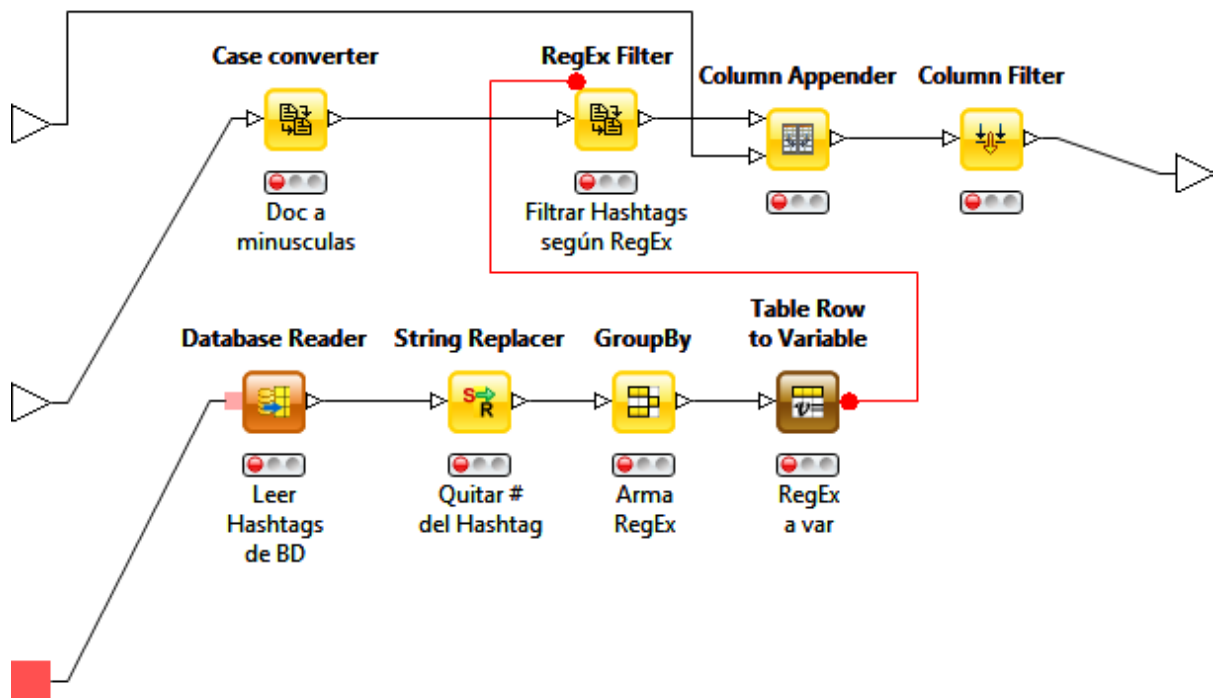 Case converter
RegEx Filter
Column Appender
Column Filter
Doc a
minusculas
Filtrar Hashtags
según RegEx
Database Reader
String Replacer
GroupBy
Table Row
to Variable
S
R
v=
Leer
Hashtags
de BD
Quitar #
del Hashtag
Arma
RegEx
RegEx
a var